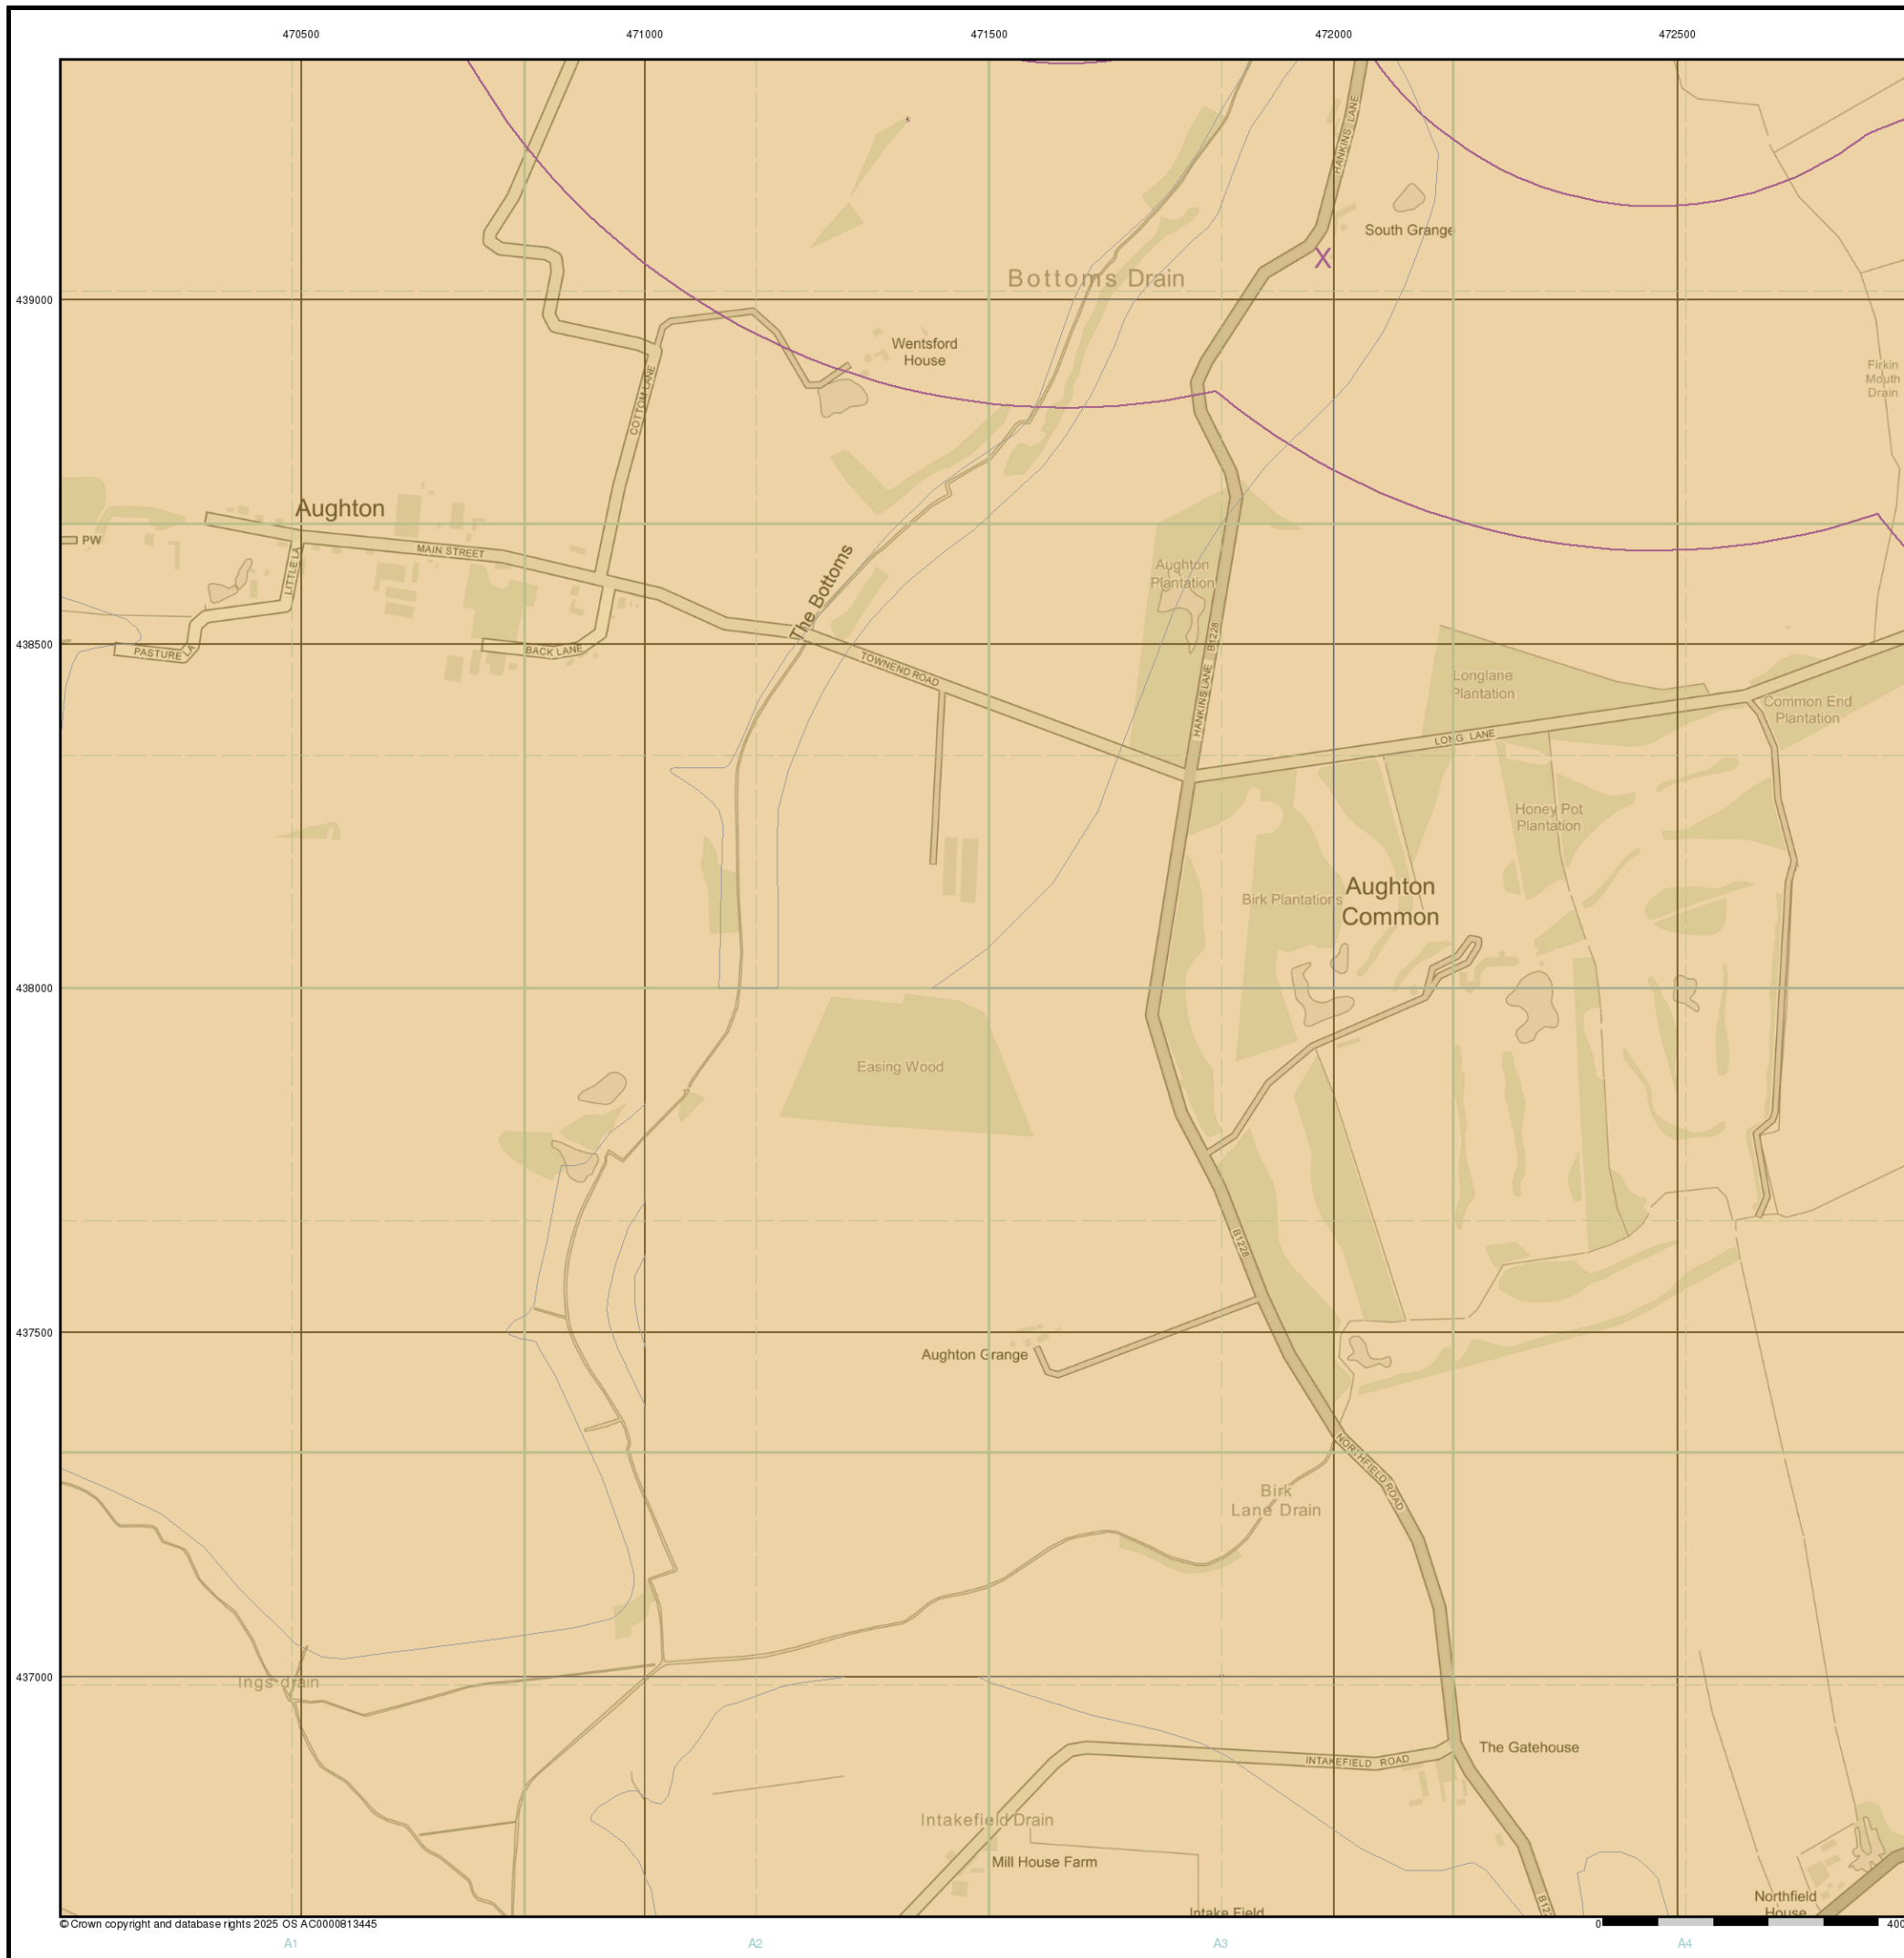 470500 471000 471500 472000 472500
HANKINS LANE
South Grange
X
Bottoms Drain
439000
Wentsford
House
Firkin
Mouth
Drain
COTTOM LANE
Aughton
PW
MAIN STREET
LITTLE LA
The Bottoms
Aughton
Plantation
438500
PASTURE LA
BACK LANE
TOWNEND ROAD
HANKINS LANE B1228
Longlane
Plantation
Common End
Plantation
LONG LANE
Honey Pot
Plantation
Birk Plantations
Aughton
Common
438000
Easing Wood
B1228
437500
Aughton Grange
NORTHFIELD ROAD
Birk
Lane Drain
437000
Ings drain
The Gatehouse
INTAKEFIELD ROAD
Intakefield Drain
Mill House Farm
Northfield
House
Intake Field
B122
© Crown copyright and database rights 2025 OS AC0000813445
0 400
A1 A2 A3 A4